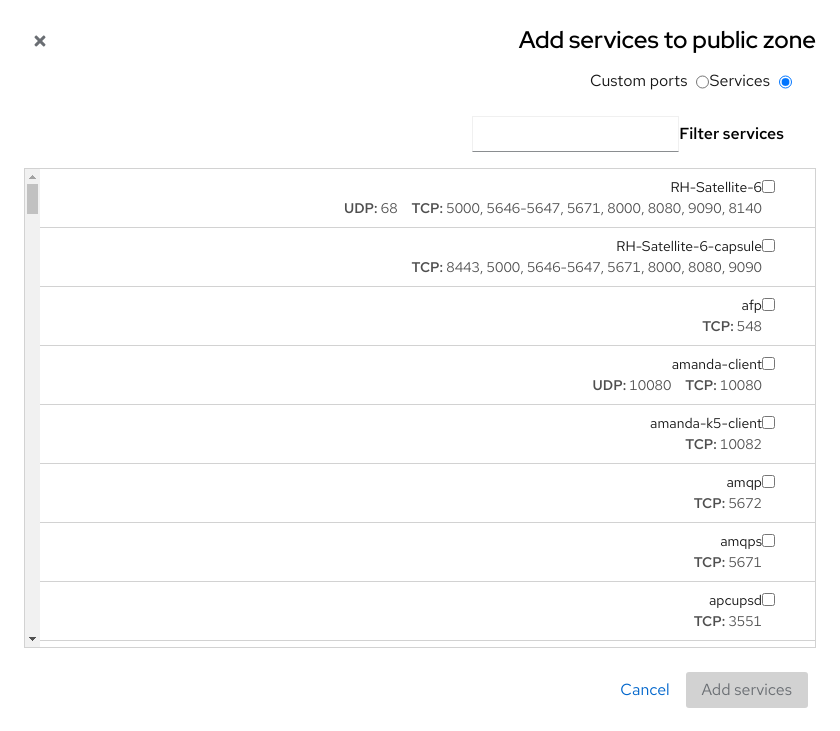 Add services to public zone
Services Custom ports
Filter services
RH-Satellite-6
UDP: 68 TCP: 5000, 5646-5647, 5671, 8000, 8080, 9090, 8140
RH-Satellite-6-capsule
TCP: 8443, 5000, 5646-5647, 5671, 8000, 8080, 9090
afp
TCP: 548
amanda-client
UDP: 10080 TCP: 10080
amanda-k5-client
TCP: 10082
amqp
TCP: 5672
amqps
TCP: 5671
apcupsd
TCP: 3551
Add services Cancel